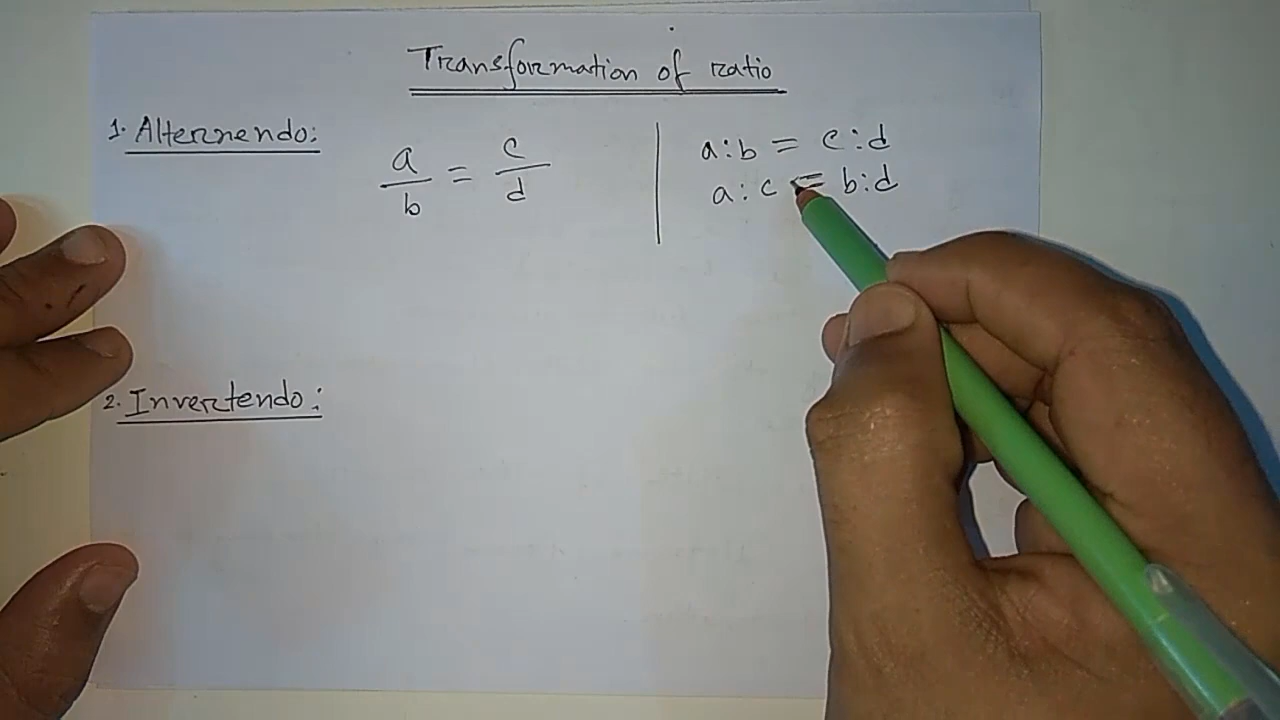 Transformation of ratio
1. Alternendo:
a/b = c/d
a:b = c:d
a:c = b:d
2. Invertendo: